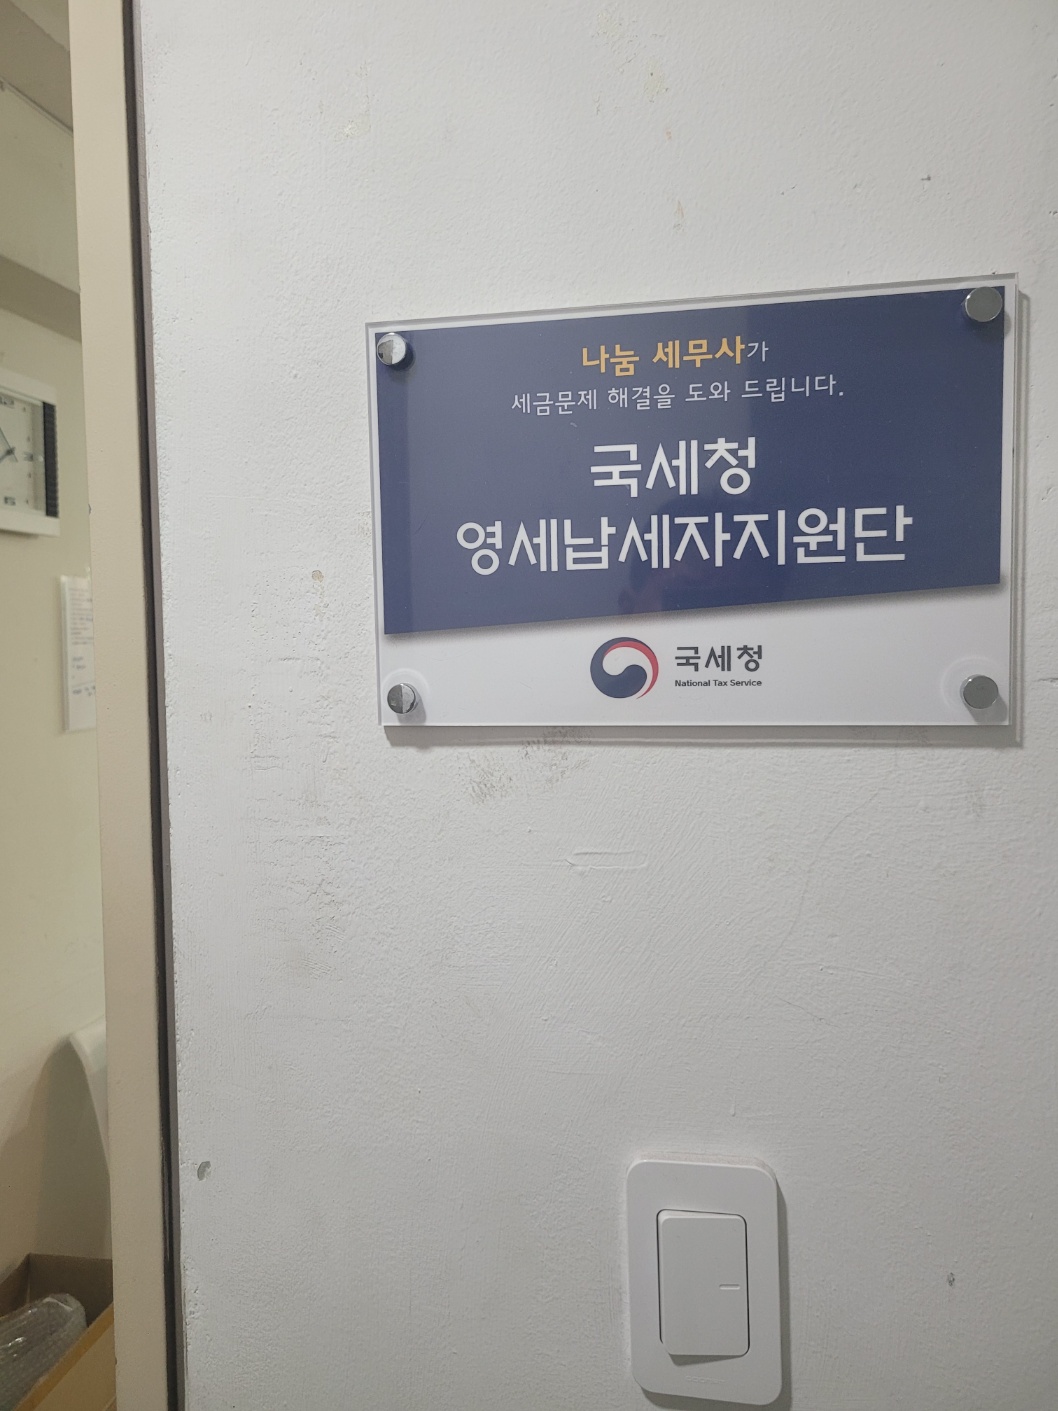 나눔 세무사가
세금문제 해결을 도와 드립니다.
국세청
영세납세자지원단
국세청
National Tax Service